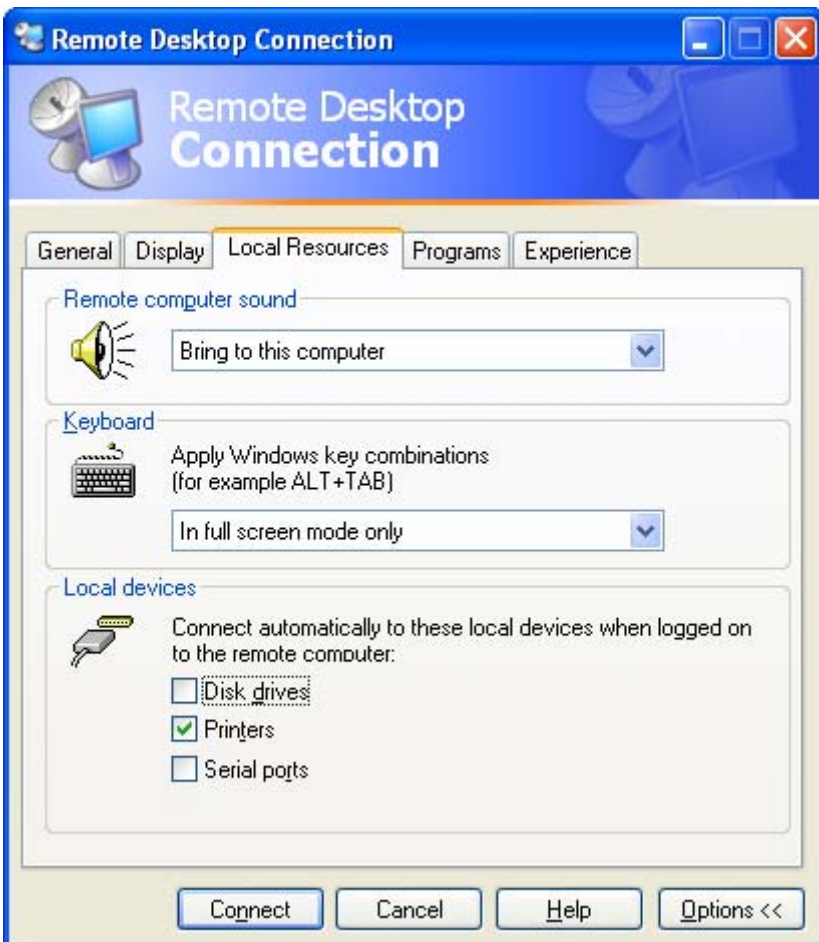 Remote Desktop Connection
Remote Desktop
Connection
General Display Local Resources Programs Experience
Remote computer sound
Bring to this computer
Keyboard
Apply Windows key combinations
(for example ALT+TAB)
In full screen mode only
Local devices
Connect automatically to these local devices when logged on
to the remote computer:
Disk drives
Printers
Serial ports
Connect Cancel Help Options <<